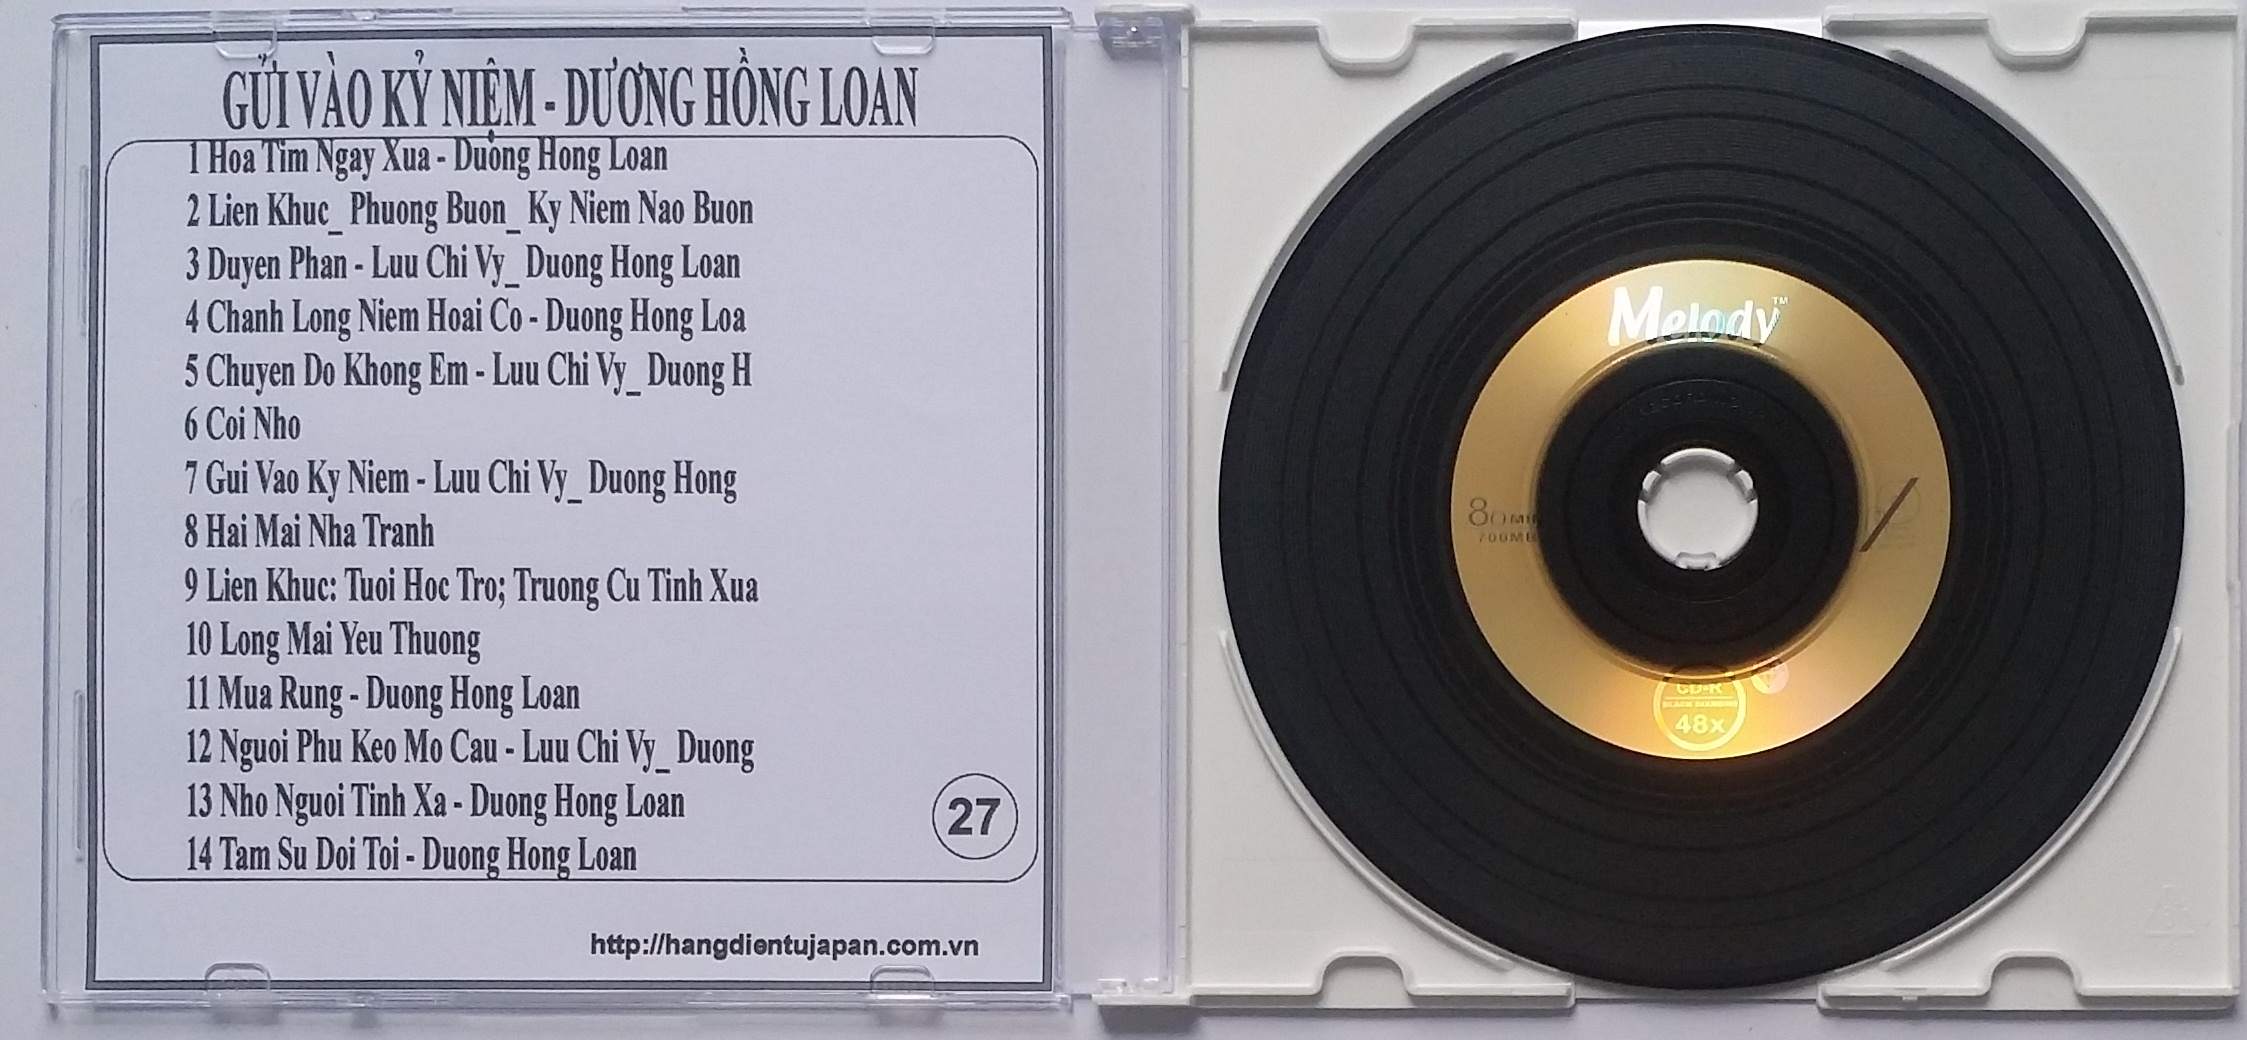 GỬI VÀO KỶ NIỆM - DƯƠNG HỒNG LOAN
1 Hoa Tim Ngay Xua - Duong Hong Loan
2 Lien Khuc_ Phuong Buon_ Ky Niem Nao Buon
3 Duyen Phan - Luu Chi Vy_ Duong Hong Loan
4 Chanh Long Niem Hoai Co - Duong Hong Loa
5 Chuyen Do Khong Em - Luu Chi Vy_ Duong H
6 Coi Nho
7 Gui Vao Ky Niem - Luu Chi Vy_ Duong Hong
8 Hai Mai Nha Tranh
9 Lien Khuc: Tuoi Hoc Tro; Truong Cu Tinh Xua
10 Long Mai Yeu Thuong
11 Mua Rung - Duong Hong Loan
12 Nguoi Phu Keo Mo Cau - Luu Chi Vy_ Duong
13 Nho Nguoi Tinh Xa - Duong Hong Loan
14 Tam Su Doi Toi - Duong Hong Loan
27
http://hangdientujapan.com.vn
Melody™
80 MIN
700MB
CD-R
48x